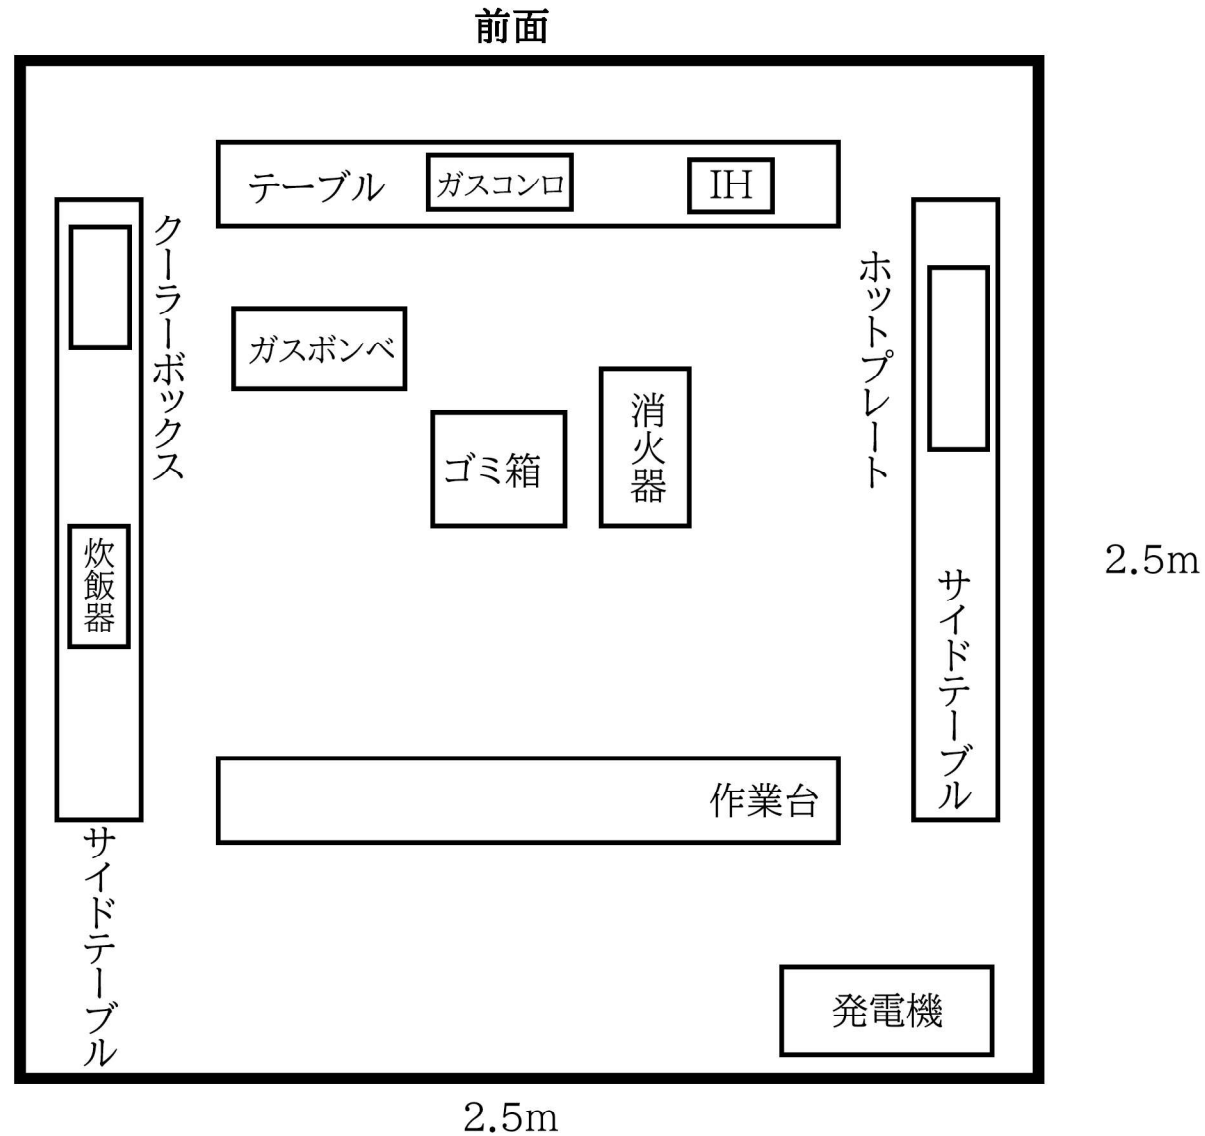 前面
テーブル
ガスコンロ
IH
クーラーボックス
ホットプレート
ガスボンベ
消火器
ゴミ箱
炊飯器
2.5m
サイドテーブル
作業台
サイドテーブル
発電機
2.5m